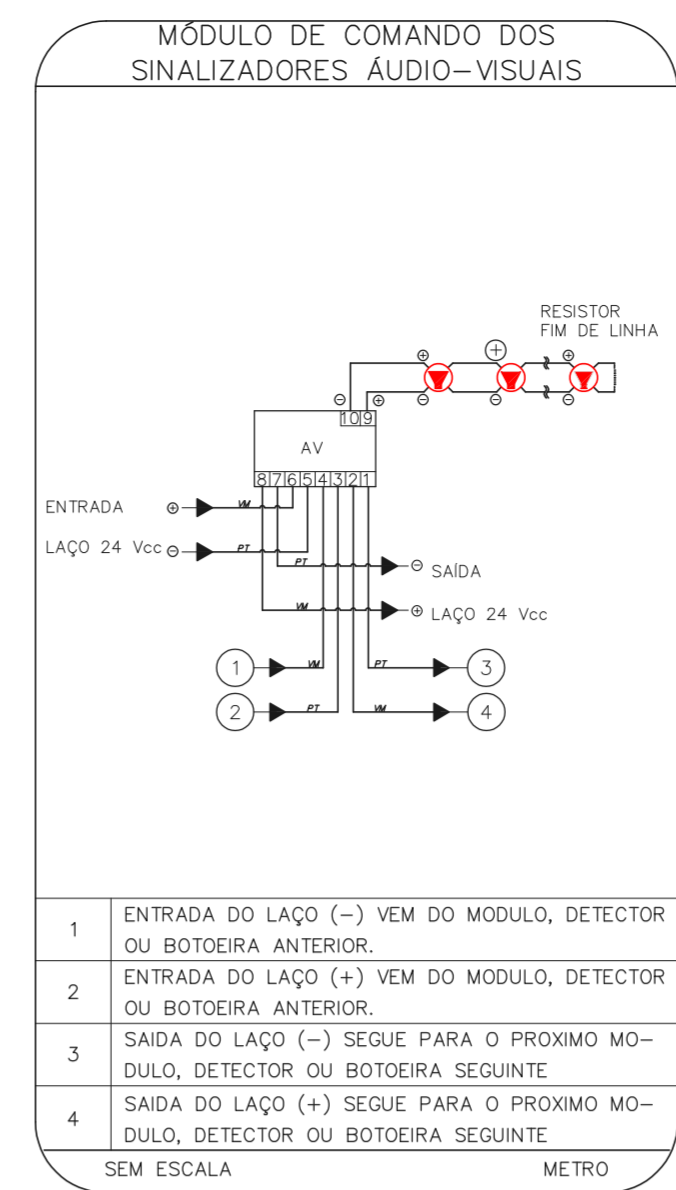 MÓDULO DE COMANDO DOS
SINALIZADORES ÁUDIO-VISUAIS
RESISTOR
FIM DE LINHA
⊕ ⊕ ⊕
⊖ ⊖ ⊖
⊖ ⊕
10 9
AV
8 7 6 5 4 3 2 1
ENTRADA ⊕ VM
LAÇO 24 Vcc ⊖ PT
PT ⊖ SAÍDA
VM ⊕ LAÇO 24 Vcc
1 VM PT 3
2 PT VM 4
1 ENTRADA DO LAÇO (-) VEM DO MODULO, DETECTOR
OU BOTOEIRA ANTERIOR.
2 ENTRADA DO LAÇO (+) VEM DO MODULO, DETECTOR
OU BOTOEIRA ANTERIOR.
3 SAIDA DO LAÇO (-) SEGUE PARA O PROXIMO MO-
DULO, DETECTOR OU BOTOEIRA SEGUINTE
4 SAIDA DO LAÇO (+) SEGUE PARA O PROXIMO MO-
DULO, DETECTOR OU BOTOEIRA SEGUINTE
SEM ESCALA METRO